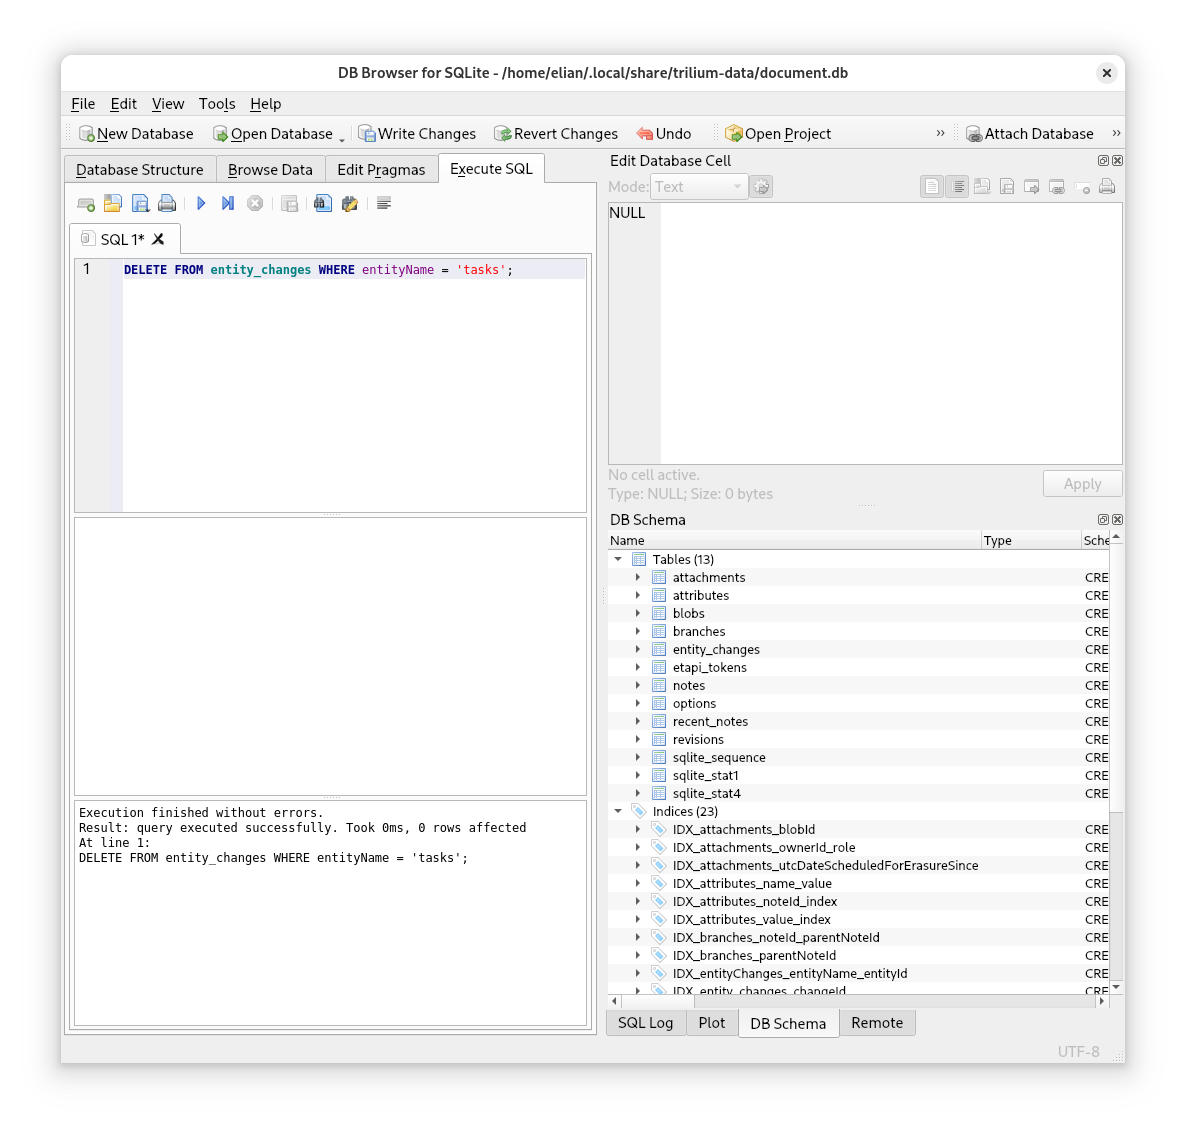 DB Browser for SQLite - /home/elian/.local/share/trilium-data/document.db
File Edit View Tools Help
New Database Open Database Write Changes Revert Changes Undo Open Project Attach Database
Database Structure Browse Data Edit Pragmas Execute SQL
SQL 1*
1 DELETE FROM entity_changes WHERE entityName = 'tasks';
Execution finished without errors.
Result: query executed successfully. Took 0ms, 0 rows affected
At line 1:
DELETE FROM entity_changes WHERE entityName = 'tasks';
Edit Database Cell
Mode: Text
NULL
No cell active.
Type: NULL; Size: 0 bytes
Apply
DB Schema
Name Type Sche
Tables (13)
attachments CRE
attributes CRE
blobs CRE
branches CRE
entity_changes CRE
etapi_tokens CRE
notes CRE
options CRE
recent_notes CRE
revisions CRE
sqlite_sequence CRE
sqlite_stat1 CRE
sqlite_stat4 CRE
Indices (23)
IDX_attachments_blobId CRE
IDX_attachments_ownerId_role CRE
IDX_attachments_utcDateScheduledForErasureSince CRE
IDX_attributes_name_value CRE
IDX_attributes_noteId_index CRE
IDX_attributes_value_index CRE
IDX_branches_noteId_parentNoteId CRE
IDX_branches_parentNoteId CRE
IDX_entityChanges_entityName_entityId CRE
IDX_entity_changes_changeId CRE
SQL Log Plot DB Schema Remote
UTF-8